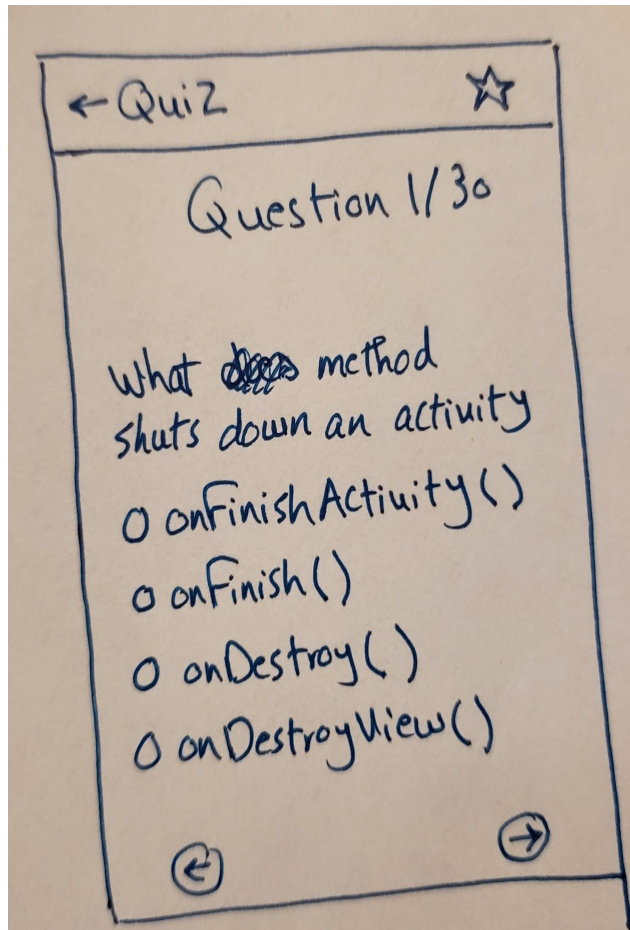 ← Quiz ☆
Question 1/30
What method
shuts down an activity
O onFinishActivity()
O onFinish()
O onDestroy()
O onDestroyView()
← →